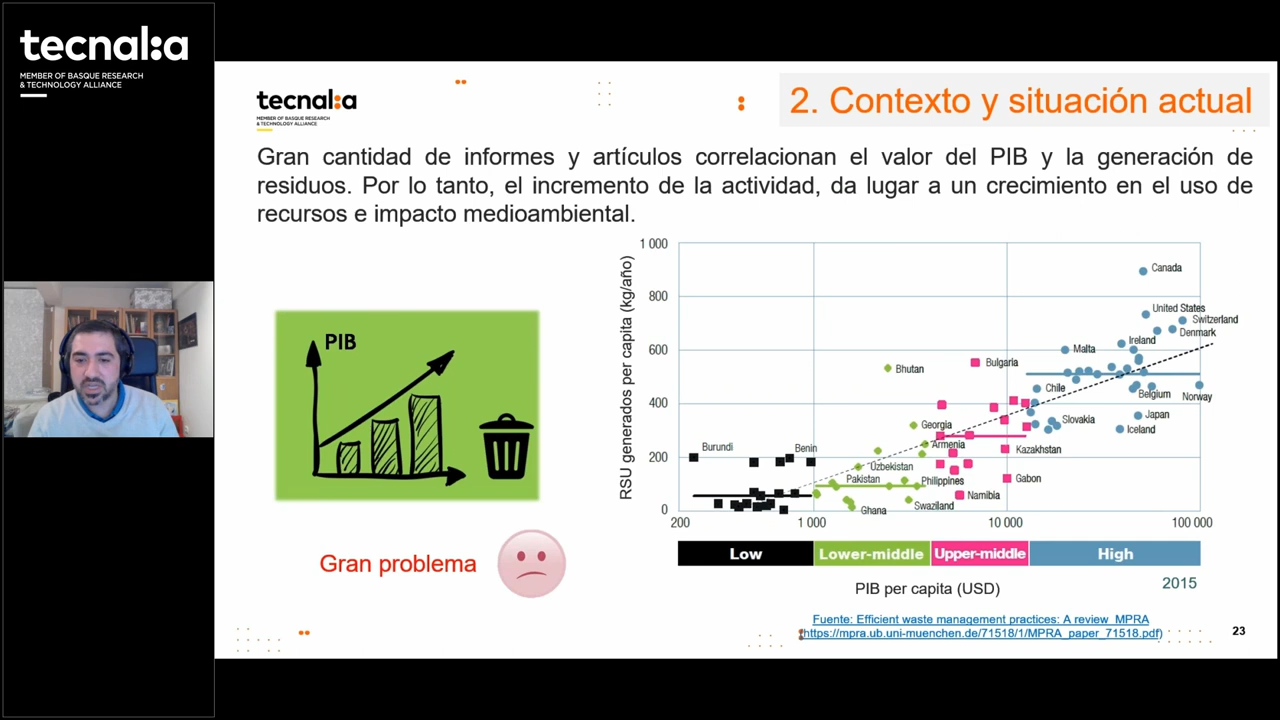 tecnal:a
MEMBER OF BASQUE RESEARCH
& TECHNOLOGY ALLIANCE
tecnal:a
MEMBER OF BASQUE RESEARCH
& TECHNOLOGY ALLIANCE
2. Contexto y situación actual
Gran cantidad de informes y artículos correlacionan el valor del PIB y la generación de
residuos. Por lo tanto, el incremento de la actividad, da lugar a un crecimiento en el uso de
recursos e impacto medioambiental.
PIB
Gran problema
RSU generados per capita (kg/año)
1 000
800
600
400
200
0
Canada
United States
Switzerland
Denmark
Ireland
Malta
Bulgaria
Bhutan
Chile
Belgium
Norway
Georgia
Slovakia
Japan
Iceland
Burundi
Benin
Armenia
Kazakhstan
Uzbekistan
Pakistan
Philippines
Gabon
Namibia
Ghana
Swaziland
200
1 000
10 000
100 000
Low
Lower-middle
Upper-middle
High
PIB per capita (USD)
2015
Fuente: Efficient waste management practices: A review MPRA
(https://mpra.ub.uni-muenchen.de/71518/1/MPRA_paper_71518.pdf)
23